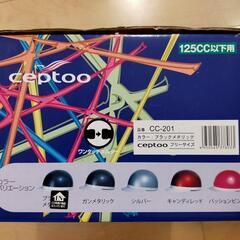 125CC以下用
ceptoo
品番 CC-201
カラー ブラックメタリック
ceptoo フリーサイズ
ワンタッチ
カラー
バリエーション
ガンメタリック
シルバー
キャンディレッド
パッションピン